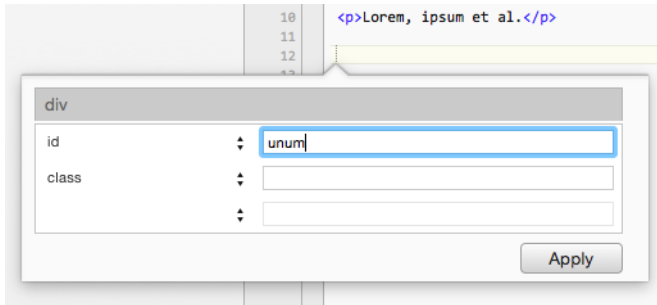 10 <p>Lorem, ipsum et al.</p>
11
12
div
id unum
class
Apply